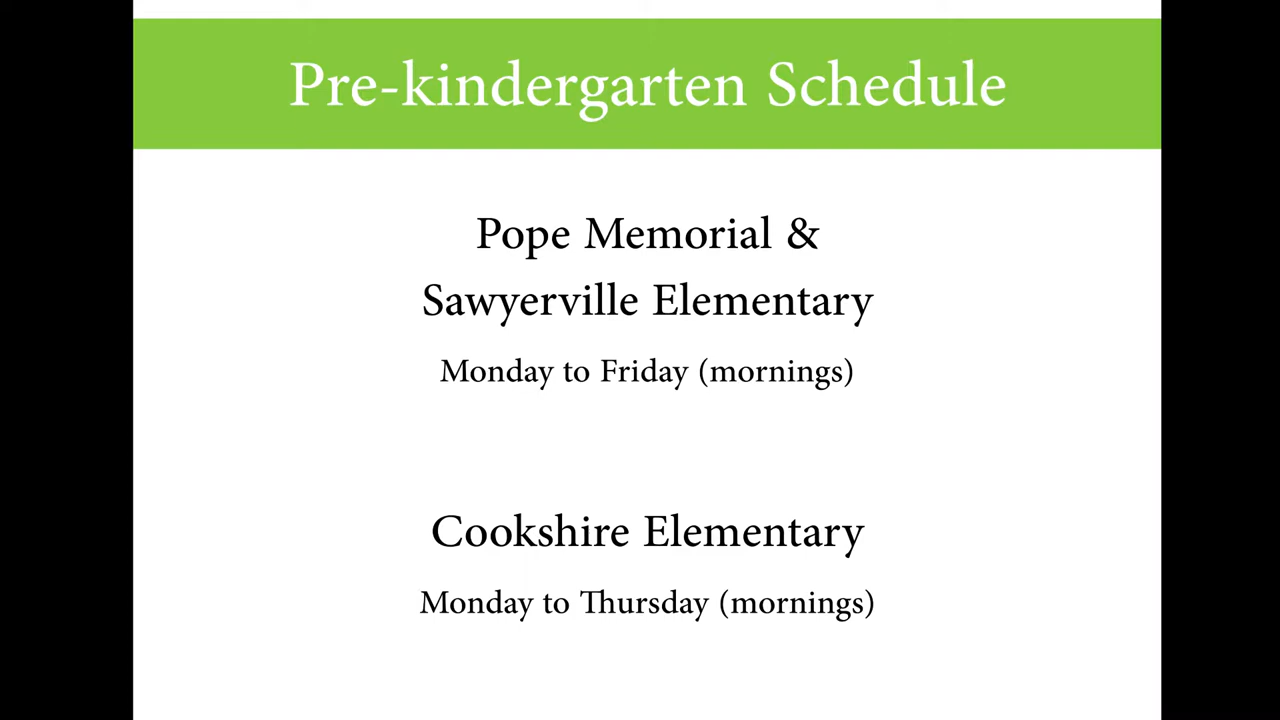 Pre-kindergarten Schedule
Pope Memorial &
Sawyerville Elementary
Monday to Friday (mornings)
Cookshire Elementary
Monday to Thursday (mornings)